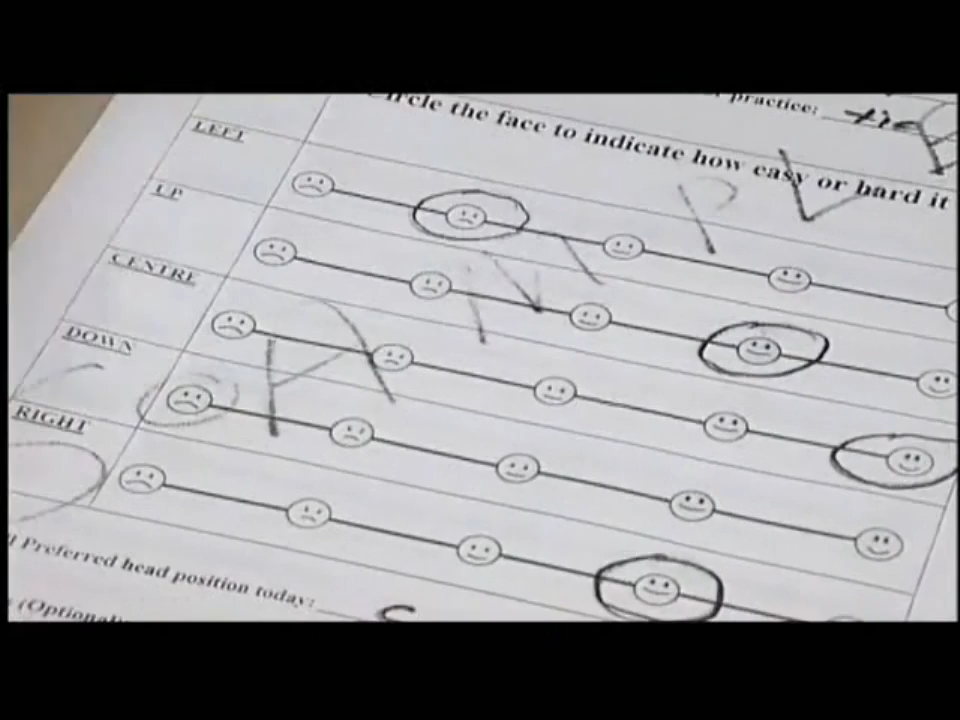 practice:
Circle the face to indicate how easy or hard it
LEFT
UP
CENTRE
DOWN
RIGHT
Preferred head position today:
(Optional